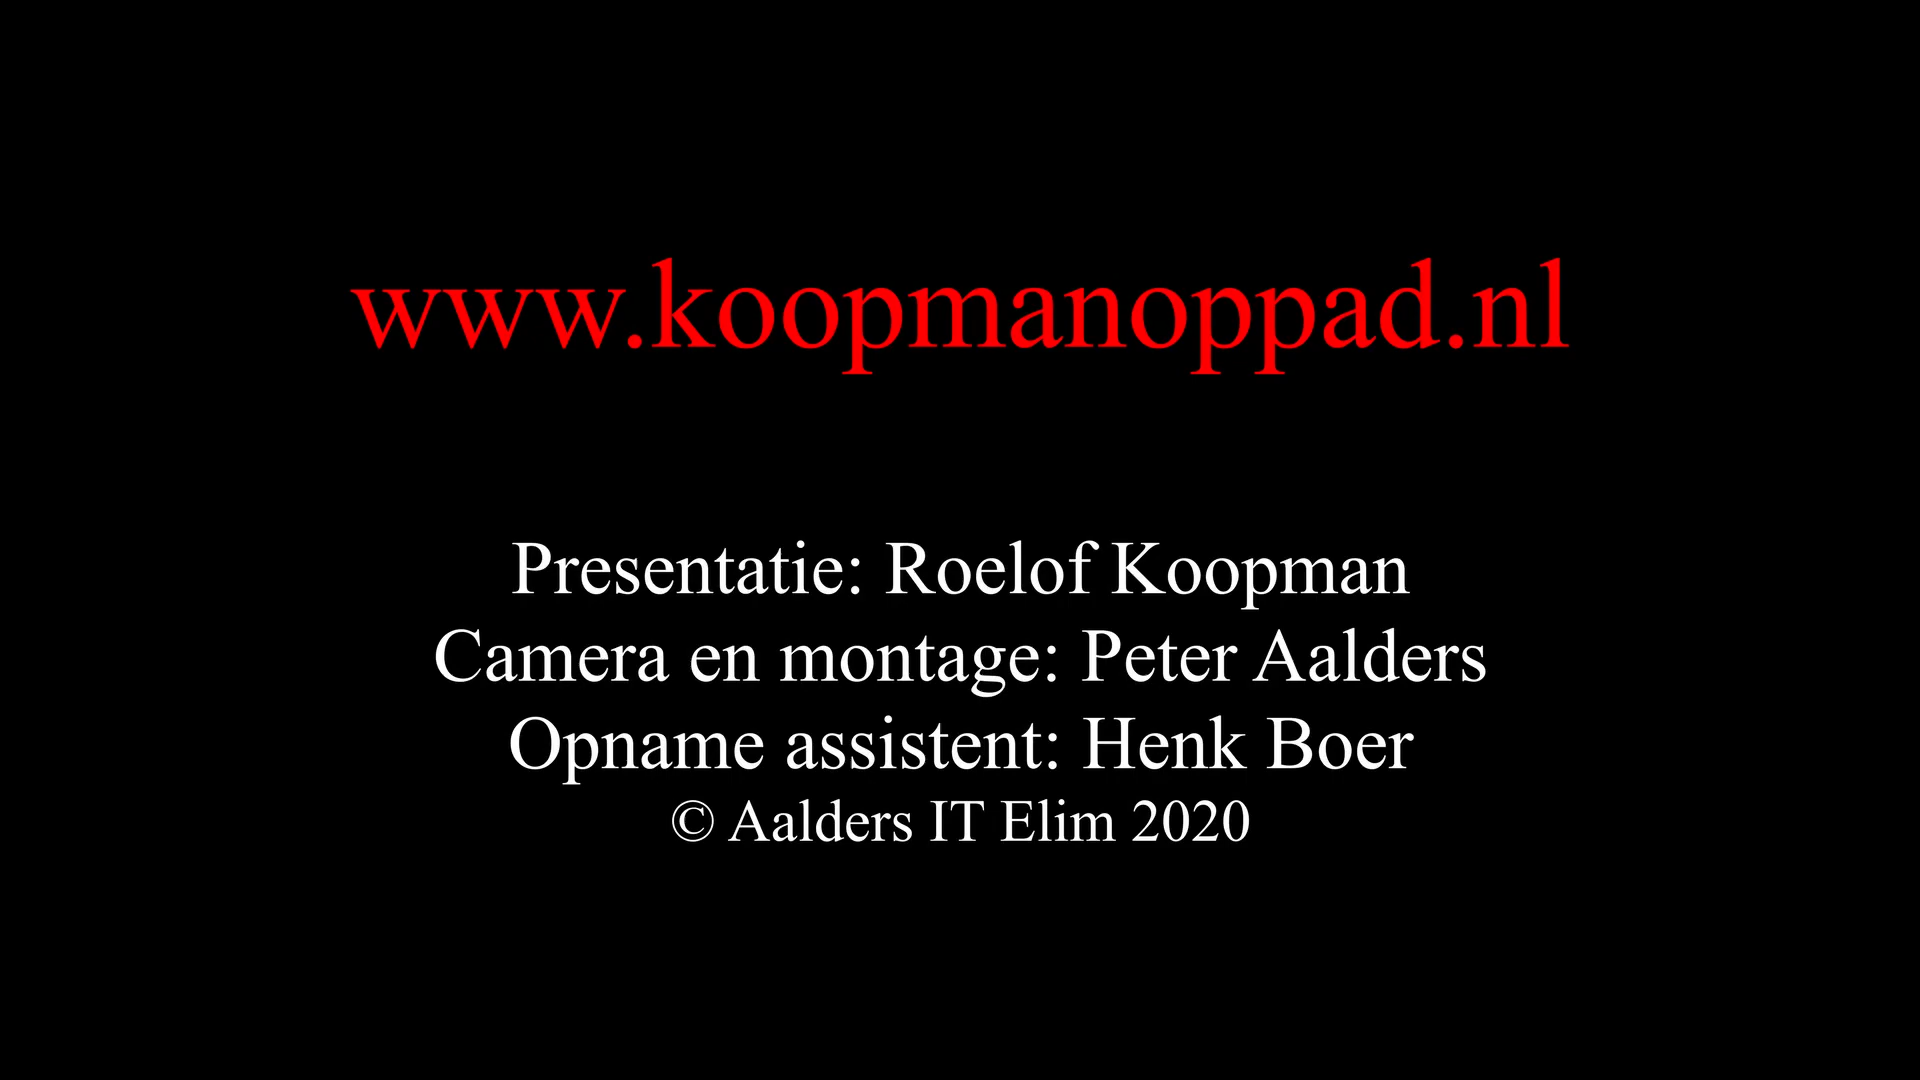 www.koopmanoppad.nl
Presentatie: Roelof Koopman
Camera en montage: Peter Aalders
Opname assistent: Henk Boer
© Aalders IT Elim 2020